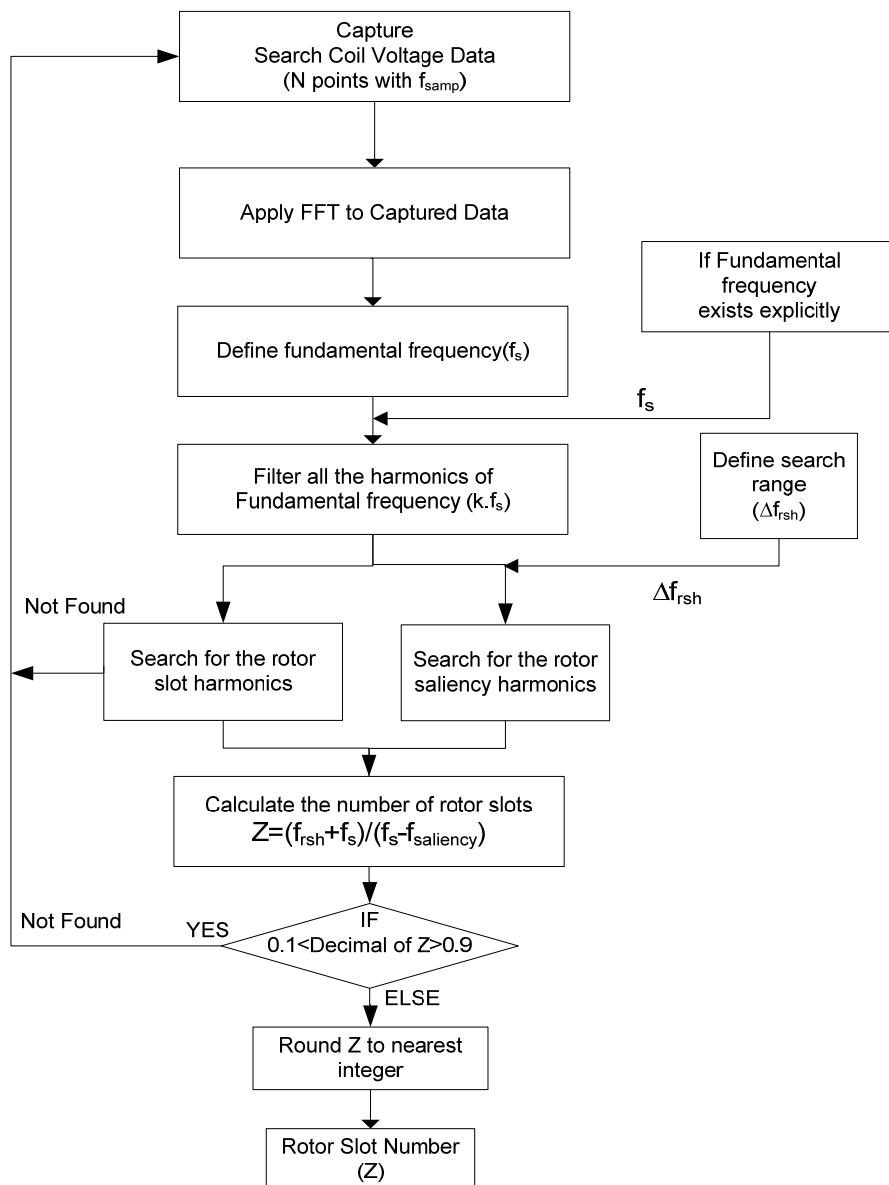 Capture
Search Coil Voltage Data
(N points with fsamp)
Apply FFT to Captured Data
If Fundamental
frequency
exists explicitly
Define fundamental frequency(fs)
fs
Filter all the harmonics of
Fundamental frequency (k.fs)
Define search
range
(Δfrsh)
Δfrsh
Not Found
Search for the rotor
slot harmonics
Search for the rotor
saliency harmonics
Calculate the number of rotor slots
Z=(frsh+fs)/(fs-fsaliency)
Not Found
YES
IF
0.1<Decimal of Z>0.9
ELSE
Round Z to nearest
integer
Rotor Slot Number
(Z)